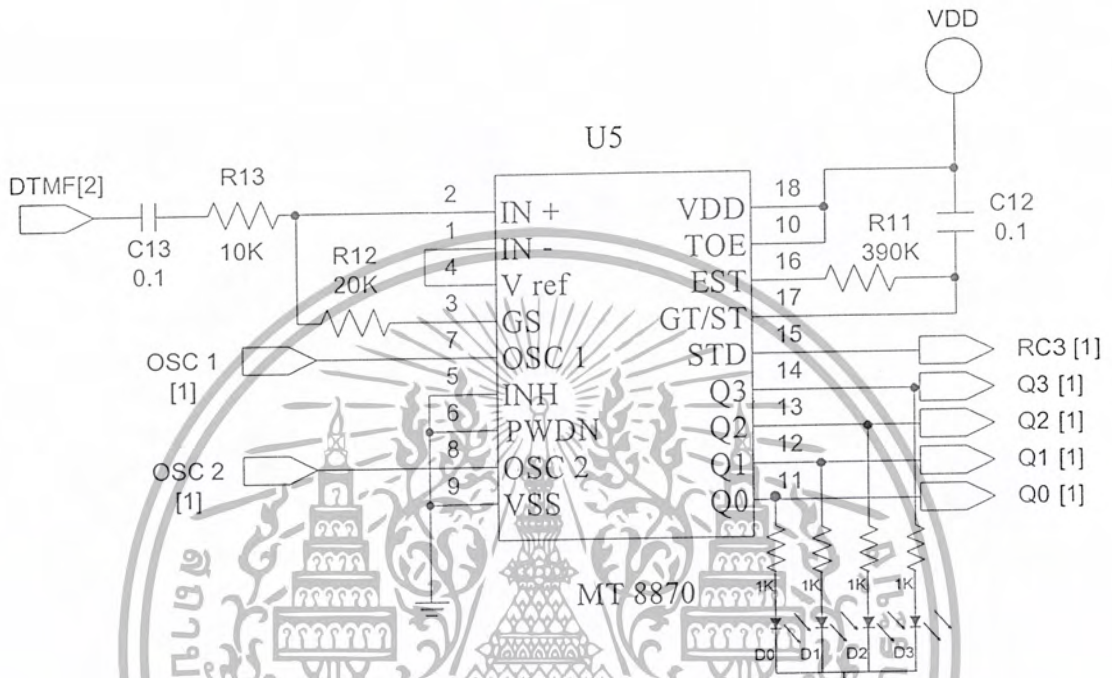 VDD
U5
DTMF[2]
C13
0.1
R13
10K
R12
20K
2
1
4
3
7
5
6
8
9
OSC 1
[1]
OSC 2
[1]
IN +
IN -
V ref
GS
OSC 1
INH
PWDN
OSC 2
VSS
VDD
TOE
EST
GT/ST
STD
Q3
Q2
Q1
Q0
MT 8870
18
10
16
17
15
14
13
12
11
R11
390K
C12
0.1
RC3 [1]
Q3 [1]
Q2 [1]
Q1 [1]
Q0 [1]
1K
1K
1K
1K
D0
D1
D2
D3